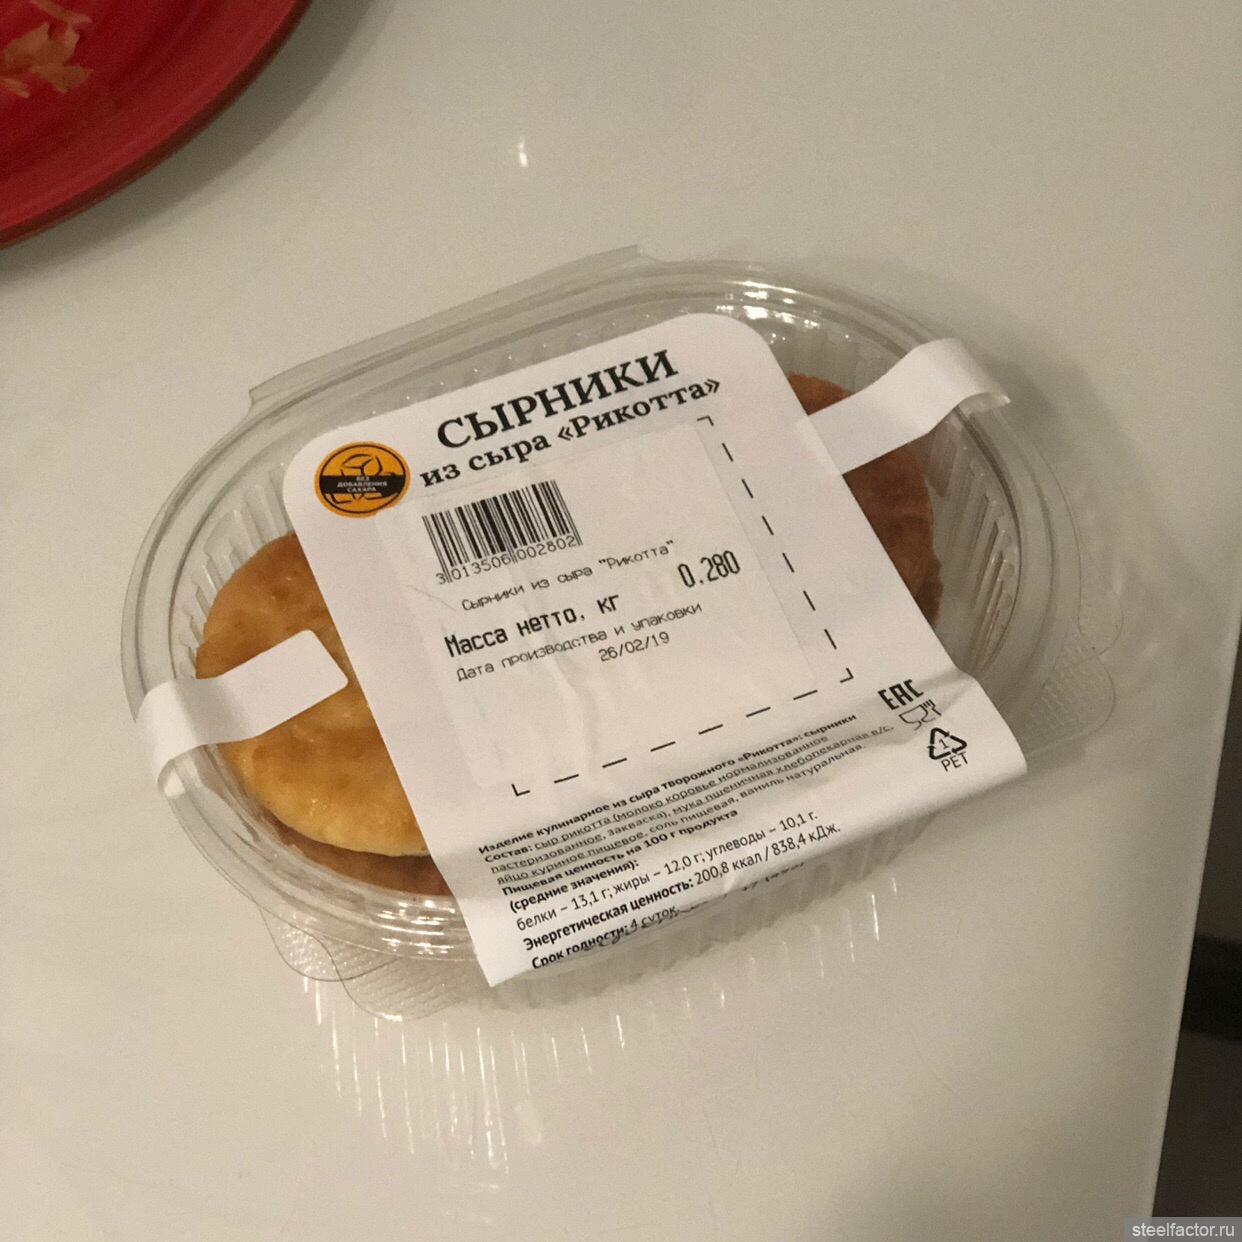 СЫРНИКИ
из сыра «Рикотта»
БЕЗ
ДОБАВЛЕНИЯ
САХАРА
3 013506 002802
Сырники из сыра "Рикотта"
Масса нетто, кг 0.280
Дата производства и упаковки
26/02/19
EAC
1
PET
Изделие кулинарное из сыра творожного «Рикотта»: сырники
Состав: сыр рикотта (молоко коровье нормализованное
пастеризованное, закваска), мука пшеничная хлебопекарная в/с,
яйцо куриное пищевое, соль пищевая, ваниль натуральная.
Пищевая ценность на 100 г продукта
(средние значения):
белки – 13,1 г; жиры – 12,0 г; углеводы – 10,1 г.
Энергетическая ценность: 200,8 ккал / 838,4 кДж.
Срок годности: 4 суток
steelfactor.ru